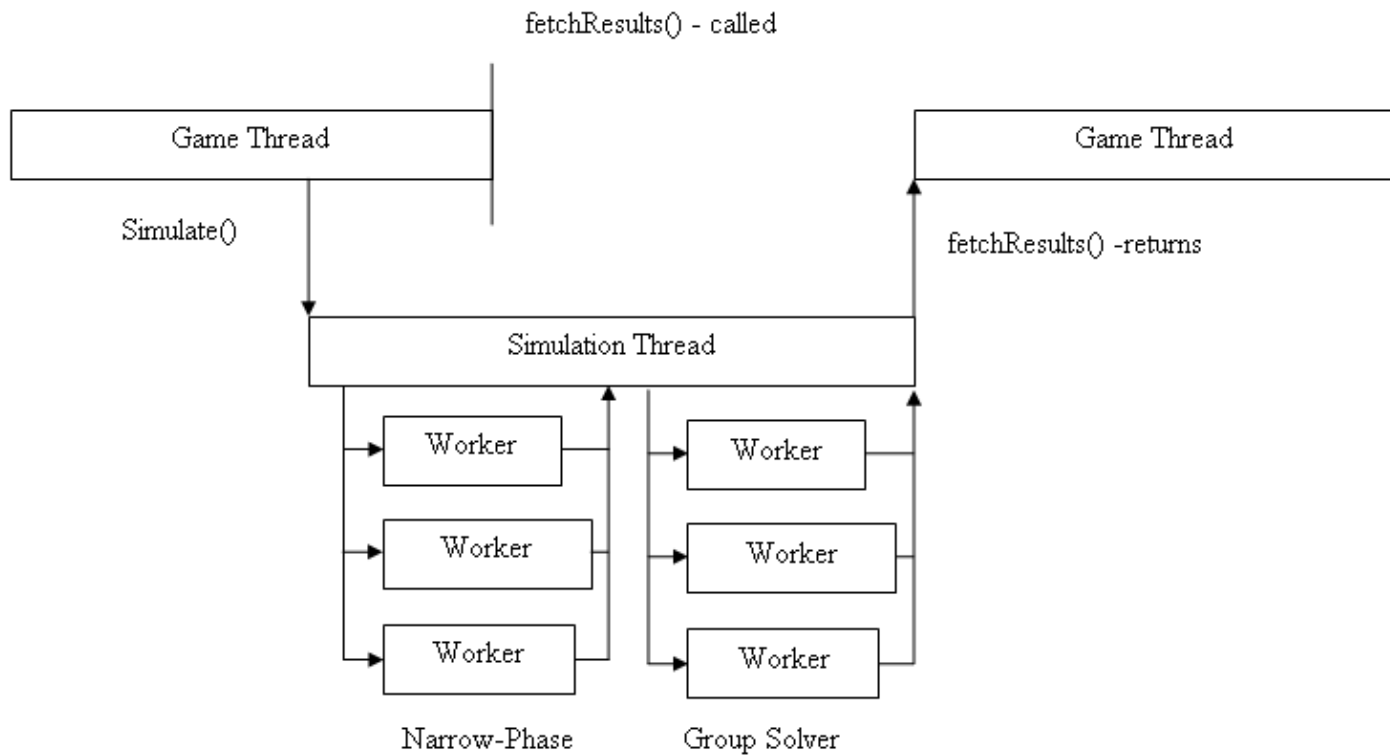 fetchResults() - called
Game Thread
Game Thread
Simulate()
fetchResults() -returns
Simulation Thread
Worker
Worker
Worker
Worker
Worker
Worker
Narrow-Phase
Group Solver